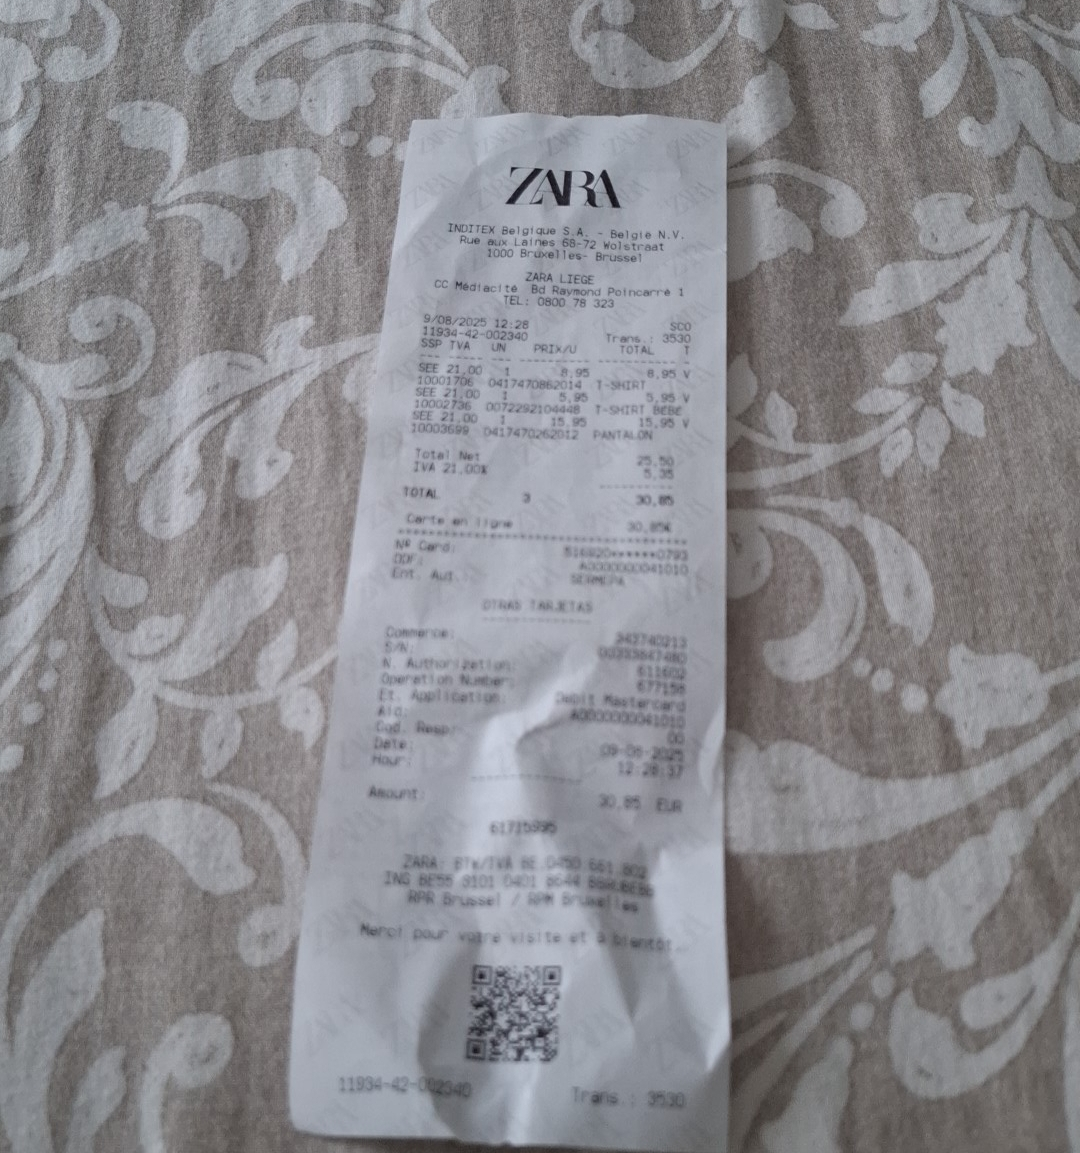 ZARA
INDITEX Belgique S.A. - België N.V.
Rue aux Laines 68-72 Wolstraat
1000 Bruxelles- Brussel
ZARA LIEGE
CC Médiacité Bd Raymond Poincarré 1
TEL: 0800 78 323
9/08/2025 12:28 SCO
11934-42-002340 Trans.: 3530
SSP TVA UN PRIX/U TOTAL T
SEE 21,00 1 8,95 8,95 V
10001706 0417470862014 T-SHIRT
SEE 21,00 1 5,95 5,95 V
10002736 0072292104448 T-SHIRT BEBE
SEE 21,00 1 15,95 15,95 V
10003699 0417470262012 PANTALON
Total Net 25,50
IVA 21,00% 5,35
TOTAL 3 30,85
Carte en ligne 30,85€
Nº Card: 516920******0793
DDF: A0000000041010
Ent. Aut.: SERMEPA
OTRAS TARJETAS
Commerce: 342740213
S/N:
N. Authorization: 611602
Operation Number: 677158
Et. Application: Debit Mastercard
Aid: A0000000041010
Cod. Resp: 00
Date: 09-08-2025
Hour: 12:28:37
Amount: 30,85 EUR
61715995
ZARA: BTW/TVA BE.0450 661 802
ING BE55 3101 0401
RPR Brussel / RPM Bruxelles
Merci pour votre visite et à bientôt..
11934-42-002340 Trans.: 3530